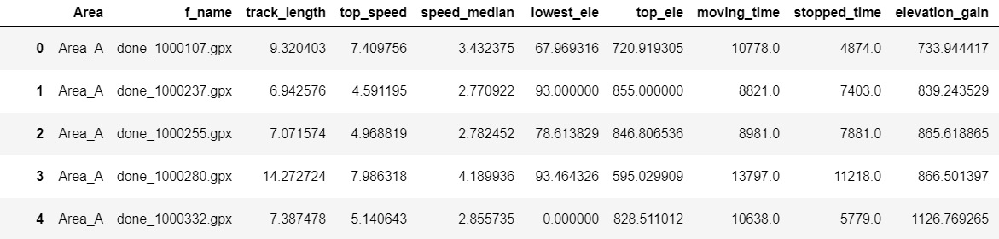 Area f_name track_length top_speed speed_median lowest_ele top_ele moving_time stopped_time elevation_gain
0 Area_A done_1000107.gpx 9.320403 7.409756 3.432375 67.969316 720.919305 10778.0 4874.0 733.944417
1 Area_A done_1000237.gpx 6.942576 4.591195 2.770922 93.000000 855.000000 8821.0 7403.0 839.243529
2 Area_A done_1000255.gpx 7.071574 4.968819 2.782452 78.613829 846.806536 8981.0 7881.0 865.618865
3 Area_A done_1000280.gpx 14.272724 7.986318 4.189936 93.464326 595.029909 13797.0 11218.0 866.501397
4 Area_A done_1000332.gpx 7.387478 5.140643 2.855735 0.000000 828.511012 10638.0 5779.0 1126.769265